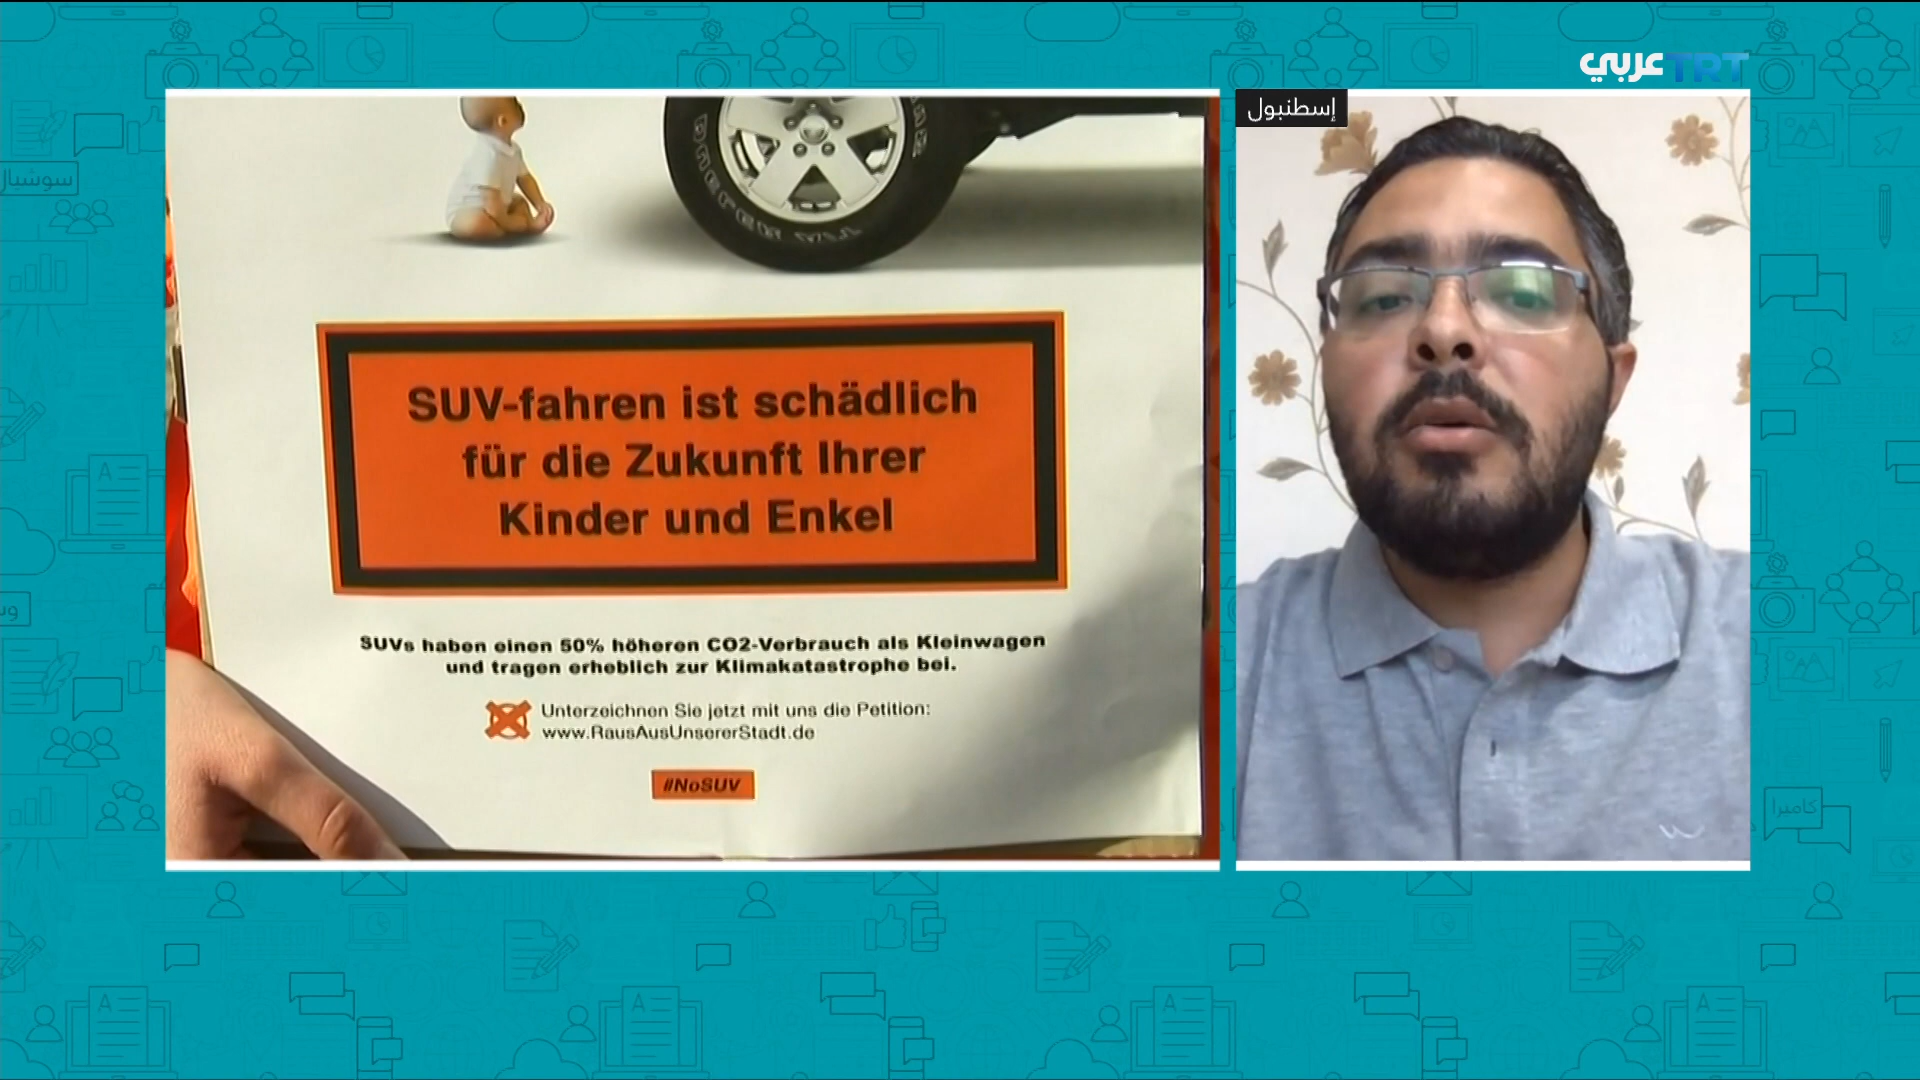 TRT عربي
إسطنبول
SUV-fahren ist schädlich
für die Zukunft Ihrer
Kinder und Enkel
SUVs haben einen 50% höheren CO2-Verbrauch als Kleinwagen
und tragen erheblich zur Klimakatastrophe bei.
Unterzeichnen Sie jetzt mit uns die Petition:
www.RausAusUnsererStadt.de
#NoSUV
سوشيال
كاميرا
A
A
A
A
A